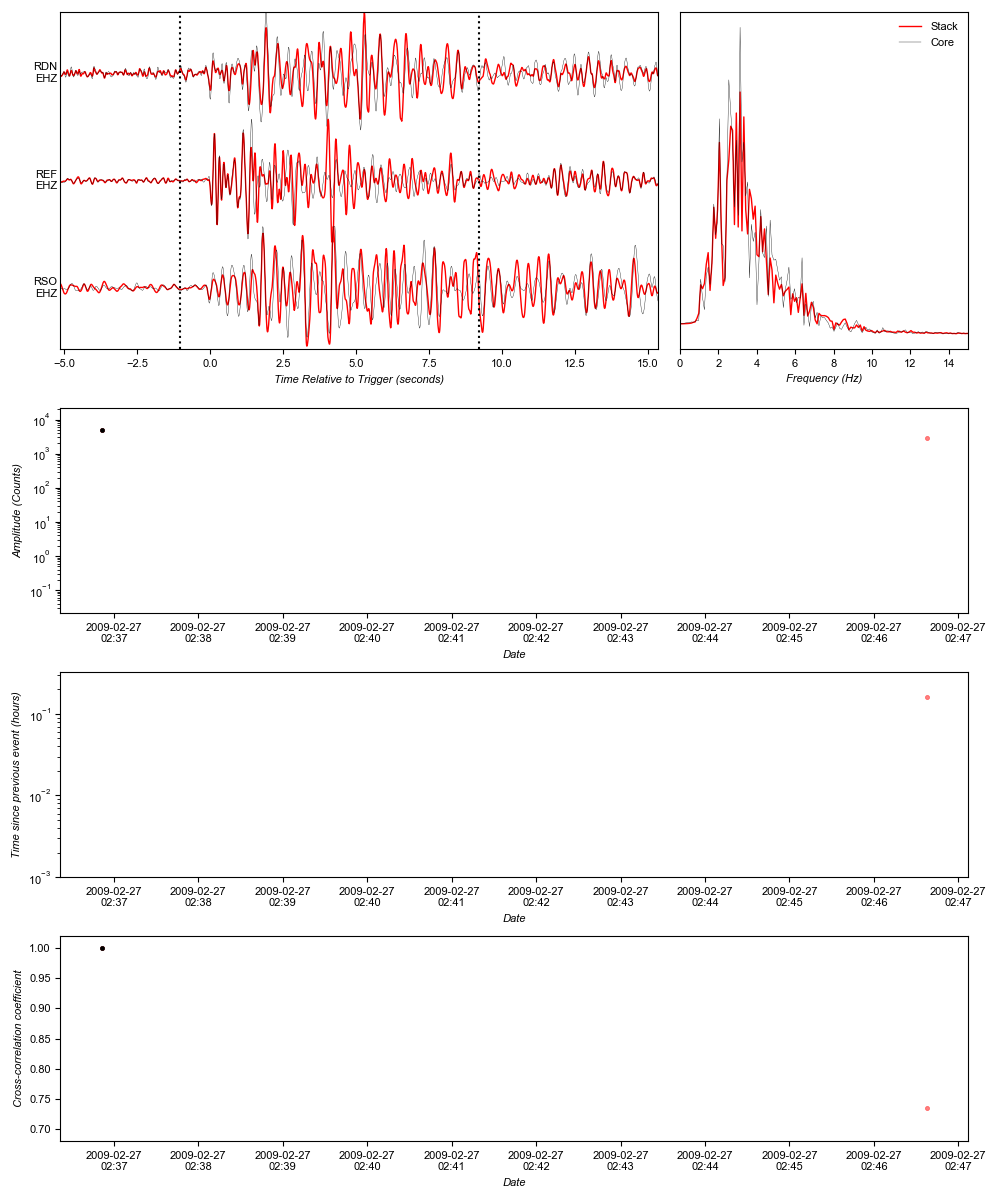 RDN
EHZ
REF
EHZ
RSO
EHZ
−5.0 −2.5 0.0 2.5 5.0 7.5 10.0 12.5 15.0
Time Relative to Trigger (seconds)
Stack
Core
0 2 4 6 8 10 12 14
Frequency (Hz)
10⁴
10³
10²
10¹
10⁰
10⁻¹
Amplitude (Counts)
2009-02-27 2009-02-27 2009-02-27 2009-02-27 2009-02-27 2009-02-27 2009-02-27 2009-02-27 2009-02-27 2009-02-27 2009-02-27
02:37 02:38 02:39 02:40 02:41 02:42 02:43 02:44 02:45 02:46 02:47
Date
10⁻¹
10⁻²
10⁻³
Time since previous event (hours)
2009-02-27 2009-02-27 2009-02-27 2009-02-27 2009-02-27 2009-02-27 2009-02-27 2009-02-27 2009-02-27 2009-02-27 2009-02-27
02:37 02:38 02:39 02:40 02:41 02:42 02:43 02:44 02:45 02:46 02:47
Date
1.00
0.95
0.90
0.85
0.80
0.75
0.70
Cross-correlation coefficient
2009-02-27 2009-02-27 2009-02-27 2009-02-27 2009-02-27 2009-02-27 2009-02-27 2009-02-27 2009-02-27 2009-02-27 2009-02-27
02:37 02:38 02:39 02:40 02:41 02:42 02:43 02:44 02:45 02:46 02:47
Date